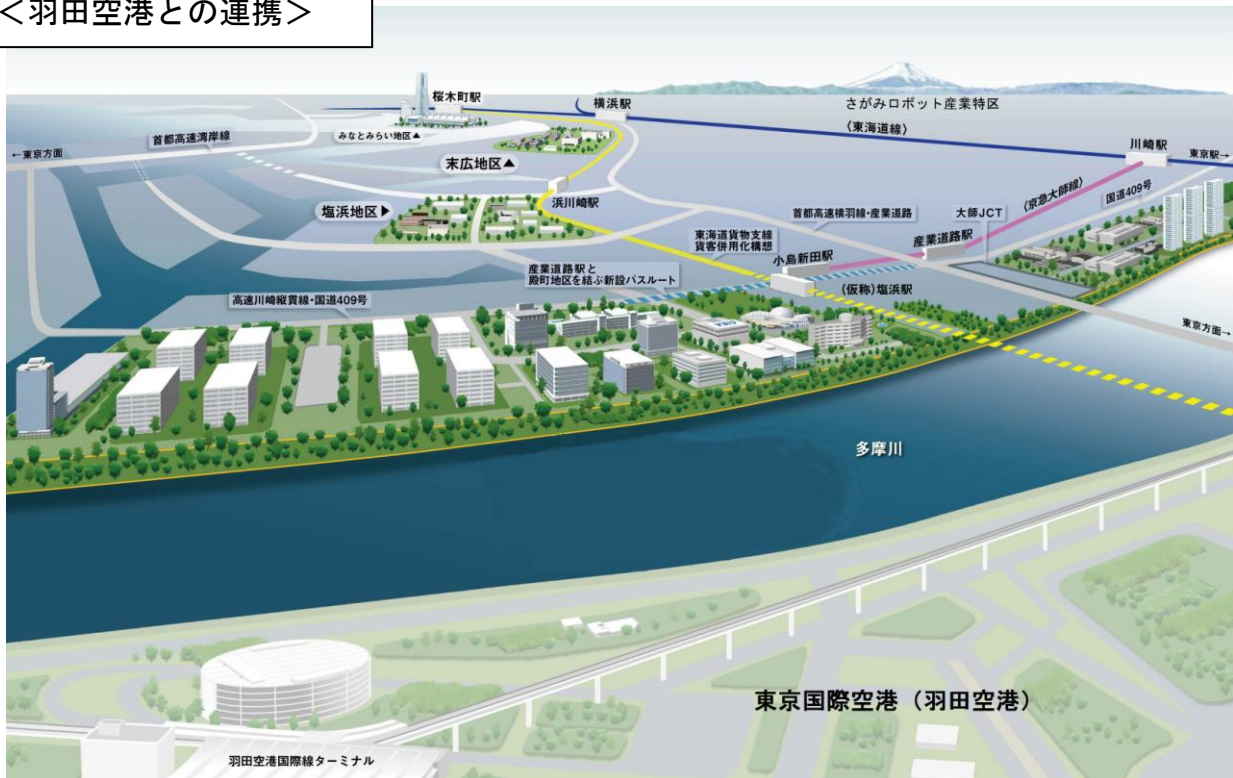 ＜羽田空港との連携＞
桜木町駅
横浜駅
さがみロボット産業特区
〈東海道線〉
川崎駅
東京駅→
首都高速湾岸線
←東京方面
みなとみらい地区▲
末広地区▲
塩浜地区▶
浜川崎駅
〈京急大師線〉
国道409号
首都高速横羽線・産業道路
大師JCT
東海道貨物支線
貨客併用化構想
小島新田駅
産業道路駅
産業道路駅と
殿町地区を結ぶ新設バスルート
(仮称)塩浜駅
高速川崎縦貫線・国道409号
東京方面→
多摩川
東京国際空港（羽田空港）
羽田空港国際線ターミナル